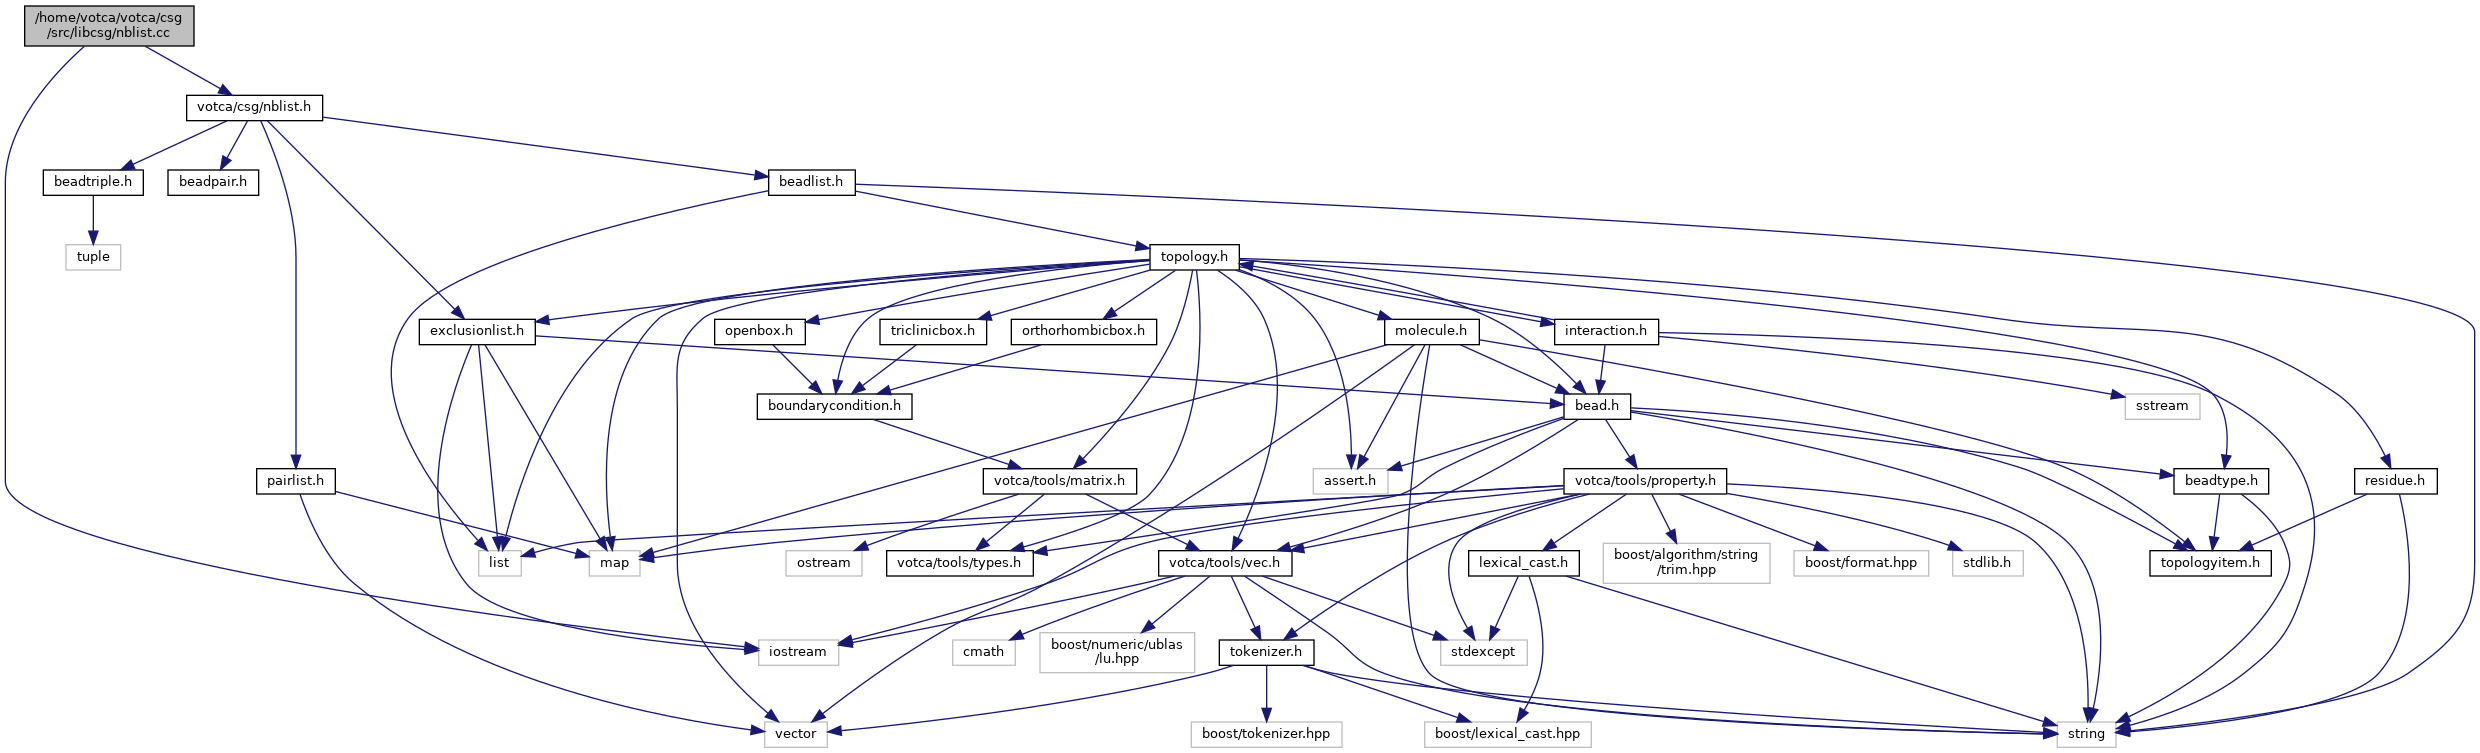 /home/votca/votca/csg
/src/libcsg/nblist.cc
votca/csg/nblist.h
beadtriple.h
beadpair.h
beadlist.h
tuple
topology.h
exclusionlist.h
openbox.h
triclinicbox.h
orthorhombicbox.h
molecule.h
interaction.h
boundarycondition.h
bead.h
sstream
pairlist.h
votca/tools/matrix.h
assert.h
votca/tools/property.h
beadtype.h
residue.h
list
map
ostream
votca/tools/types.h
votca/tools/vec.h
lexical_cast.h
boost/algorithm/string
/trim.hpp
boost/format.hpp
stdlib.h
topologyitem.h
iostream
cmath
boost/numeric/ublas
/lu.hpp
tokenizer.h
stdexcept
vector
boost/tokenizer.hpp
boost/lexical_cast.hpp
string